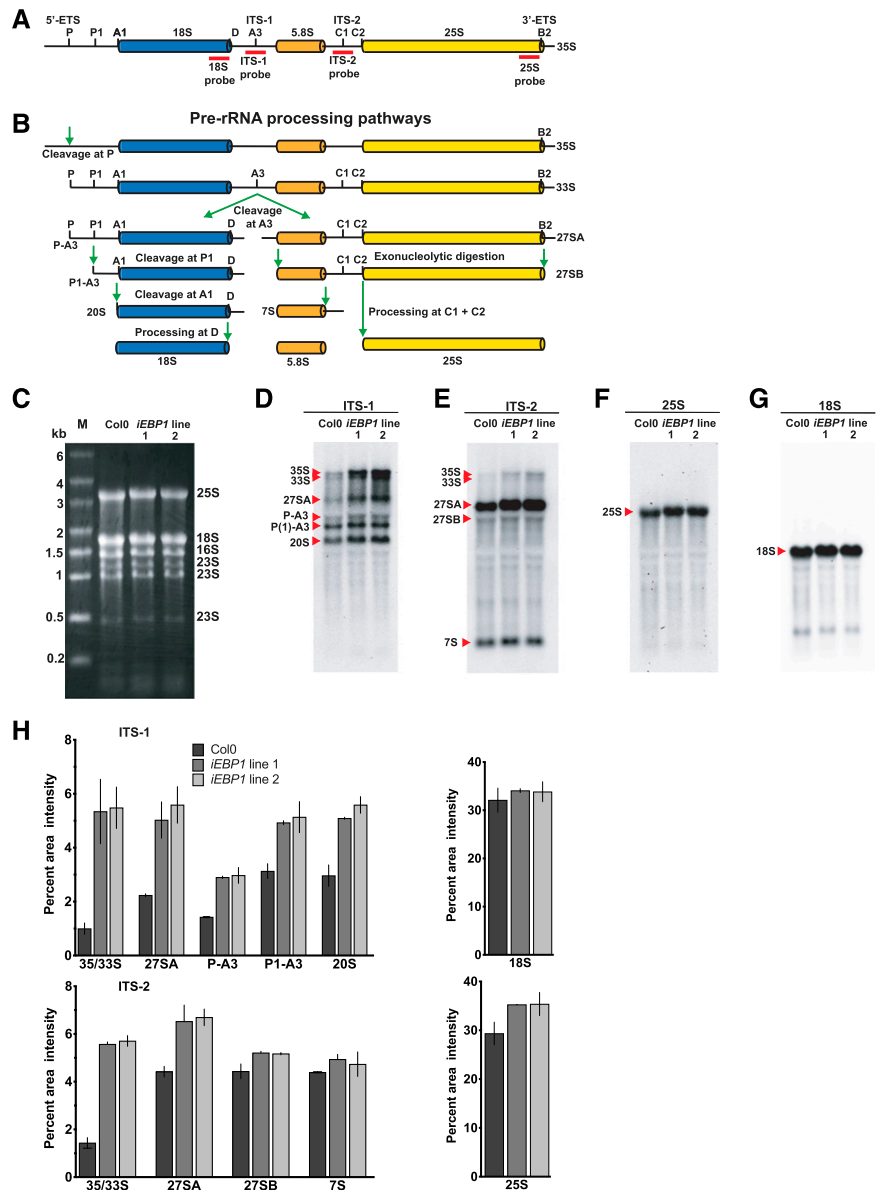 A
5'-ETS 18S ITS-1 5.8S ITS-2 25S 3'-ETS
P P1 A1 D A3 C1 C2 B2
35S
18S probe
ITS-1 probe
ITS-2 probe
25S probe
B
Pre-rRNA processing pathways
B2
35S
Cleavage at P
P P1 A1 A3 C1 C2 B2
33S
Cleavage at A3
P P1 A1 D C1 C2 B2
27SA
P-A3
A1 Cleavage at P1 D C1 C2 Exonucleolytic digestion
27SB
P1-A3
Cleavage at A1 D
20S 7S Processing at C1 + C2
Processing at D
18S 5.8S 25S
C
M Col0 iEBP1 line
kb 1 2
6
4
3
2
1.5
1
0.5
0.2
25S
18S
16S
23S
23S
23S
D
ITS-1
Col0 iEBP1 line
1 2
35S
33S
27SA
P-A3
P(1)-A3
20S
E
ITS-2
Col0 iEBP1 line
1 2
35S
33S
27SA
27SB
7S
F
25S
Col0 iEBP1 line
1 2
25S
G
18S
Col0 iEBP1 line
1 2
18S
H
ITS-1
Col0
iEBP1 line 1
iEBP1 line 2
Percent area intensity
8
6
4
2
0
35/33S 27SA P-A3 P1-A3 20S
Percent area intensity
40
30
20
10
0
18S
ITS-2
Percent area intensity
8
6
4
2
0
35/33S 27SA 27SB 7S
Percent area intensity
40
30
20
10
0
25S